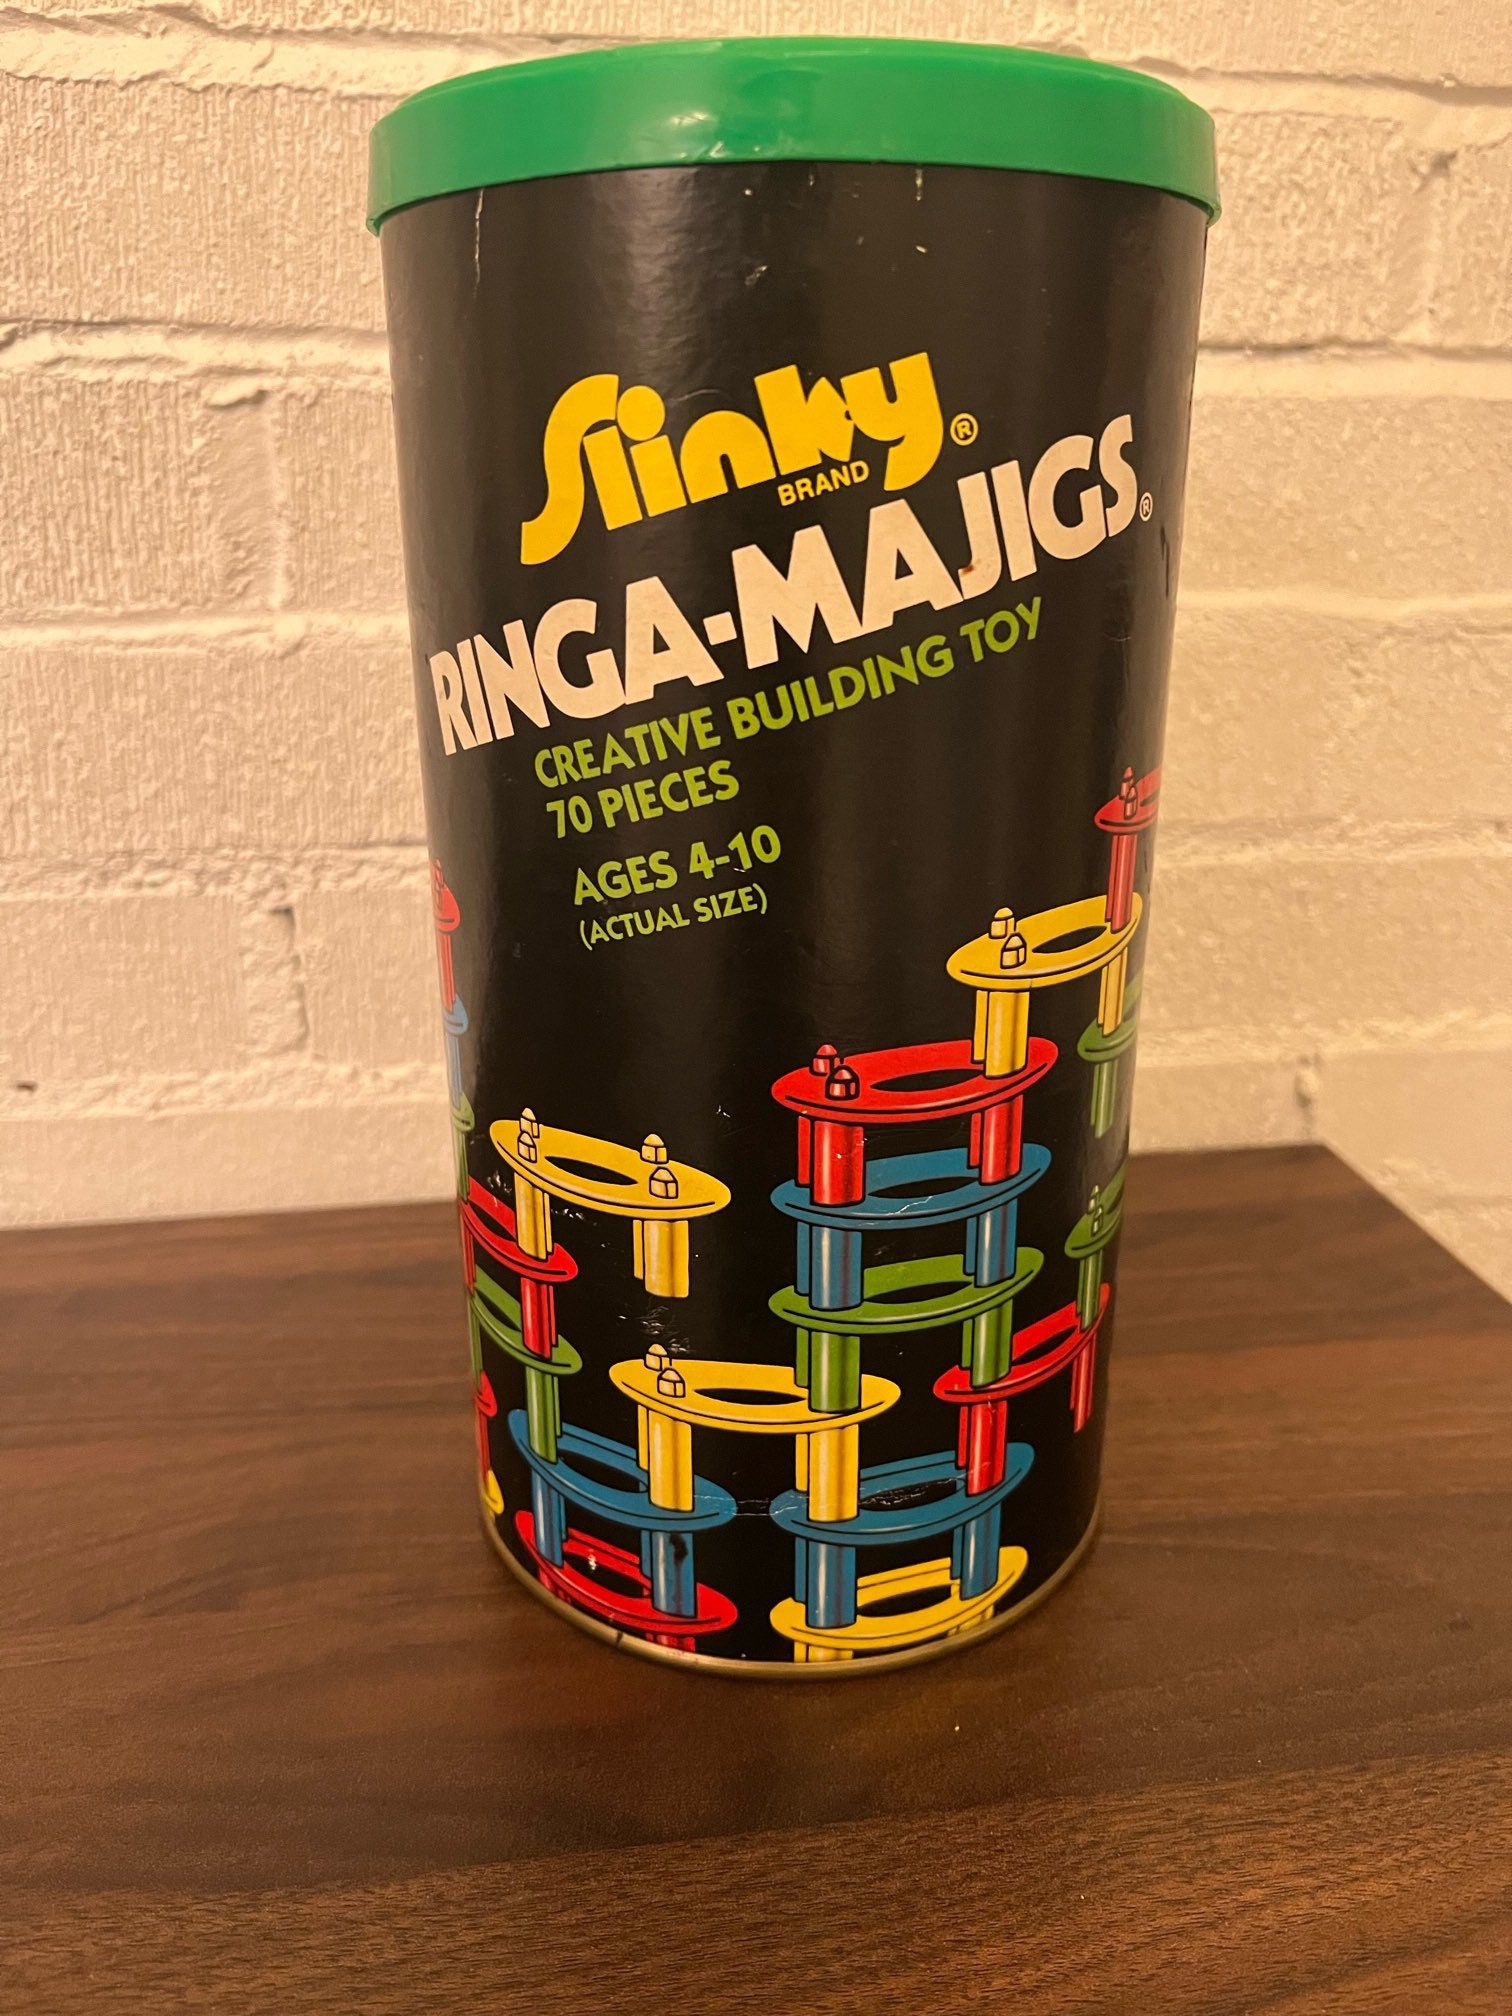 Slinky®
BRAND
RINGA-MAJIGS®
CREATIVE BUILDING TOY
70 PIECES
AGES 4-10
(ACTUAL SIZE)